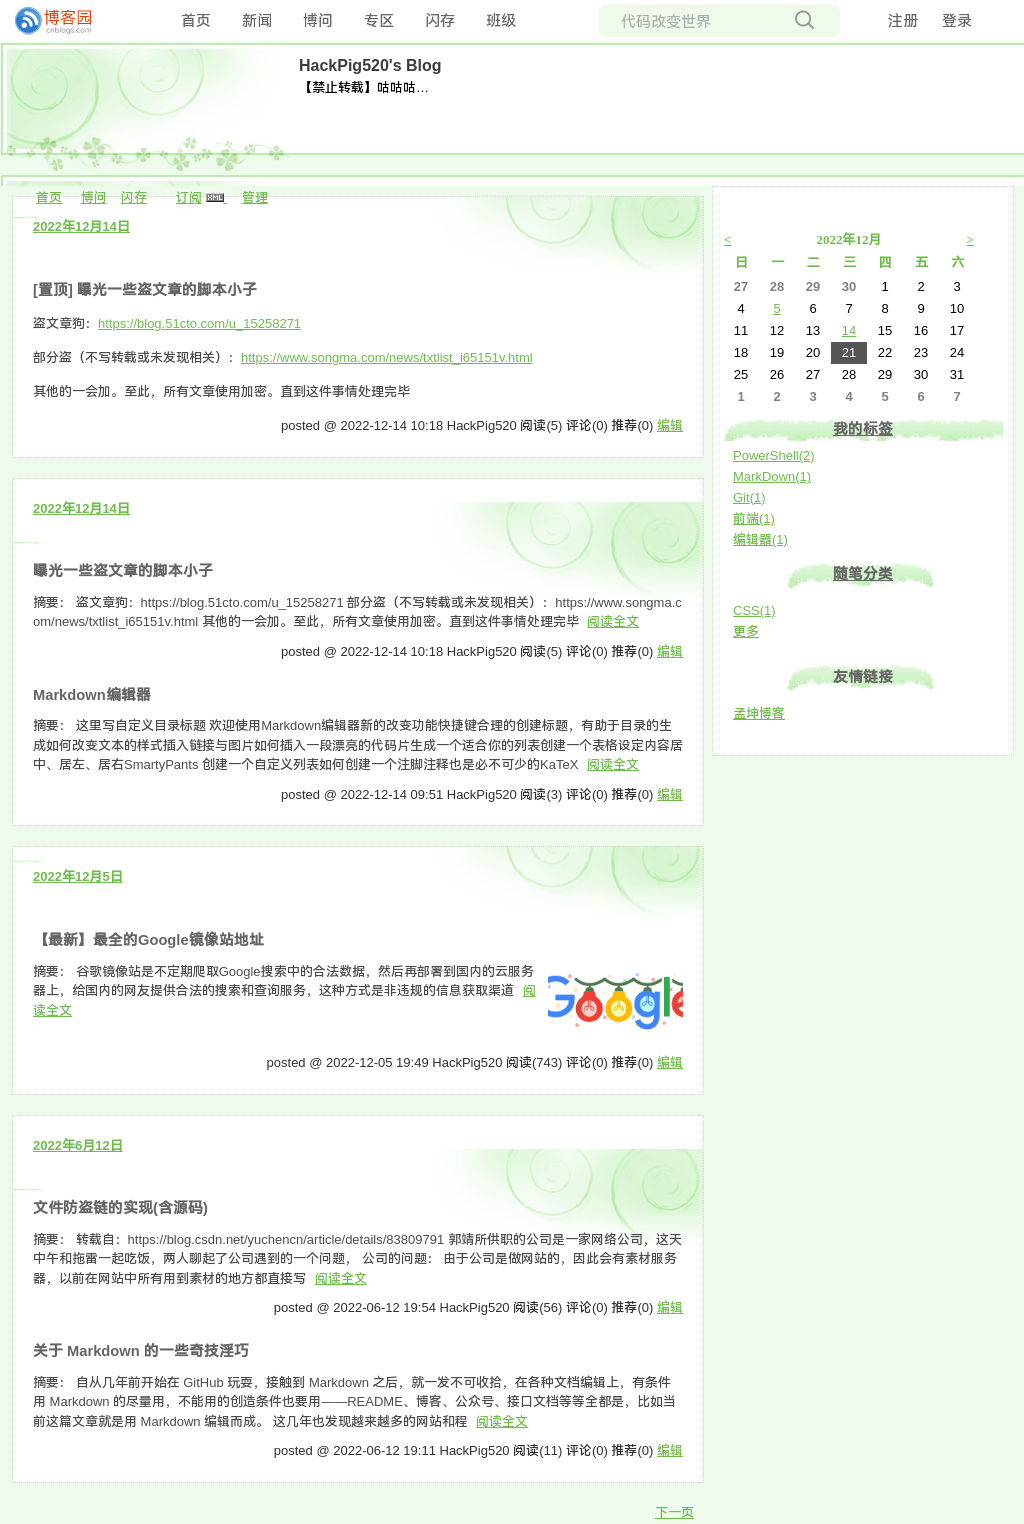 博客园
cnblogs.com
首页 新闻 博问 专区 闪存 班级 代码改变世界 注册 登录
HackPig520's Blog
【禁止转载】咕咕咕…
首页 博问 闪存 订阅 XML 管理
2022年12月14日
[置顶] 曝光一些盗文章的脚本小子
盗文章狗：https://blog.51cto.com/u_15258271
部分盗（不写转载或未发现相关）：https://www.songma.com/news/txtlist_i65151v.html
其他的一会加。至此，所有文章使用加密。直到这件事情处理完毕
posted @ 2022-12-14 10:18 HackPig520 阅读(5) 评论(0) 推荐(0) 编辑
2022年12月14日
曝光一些盗文章的脚本小子
摘要： 盗文章狗：https://blog.51cto.com/u_15258271 部分盗（不写转载或未发现相关）：https://www.songma.c
om/news/txtlist_i65151v.html 其他的一会加。至此，所有文章使用加密。直到这件事情处理完毕 阅读全文
posted @ 2022-12-14 10:18 HackPig520 阅读(5) 评论(0) 推荐(0) 编辑
Markdown编辑器
摘要： 这里写自定义目录标题 欢迎使用Markdown编辑器新的改变功能快捷键合理的创建标题，有助于目录的生
成如何改变文本的样式插入链接与图片如何插入一段漂亮的代码片生成一个适合你的列表创建一个表格设定内容居
中、居左、居右SmartyPants 创建一个自定义列表如何创建一个注脚注释也是必不可少的KaTeX 阅读全文
posted @ 2022-12-14 09:51 HackPig520 阅读(3) 评论(0) 推荐(0) 编辑
2022年12月5日
【最新】最全的Google镜像站地址
摘要： 谷歌镜像站是不定期爬取Google搜索中的合法数据，然后再部署到国内的云服务
器上，给国内的网友提供合法的搜索和查询服务，这种方式是非违规的信息获取渠道 阅
读全文
Google
posted @ 2022-12-05 19:49 HackPig520 阅读(743) 评论(0) 推荐(0) 编辑
2022年6月12日
文件防盗链的实现(含源码)
摘要： 转载自：https://blog.csdn.net/yuchencn/article/details/83809791 郭靖所供职的公司是一家网络公司，这天
中午和拖雷一起吃饭，两人聊起了公司遇到的一个问题， 公司的问题： 由于公司是做网站的，因此会有素材服务
器，以前在网站中所有用到素材的地方都直接写 阅读全文
posted @ 2022-06-12 19:54 HackPig520 阅读(56) 评论(0) 推荐(0) 编辑
关于 Markdown 的一些奇技淫巧
摘要： 自从几年前开始在 GitHub 玩耍，接触到 Markdown 之后，就一发不可收拾，在各种文档编辑上，有条件
用 Markdown 的尽量用，不能用的创造条件也要用——README、博客、公众号、接口文档等等全都是，比如当
前这篇文章就是用 Markdown 编辑而成。 这几年也发现越来越多的网站和程 阅读全文
posted @ 2022-06-12 19:11 HackPig520 阅读(11) 评论(0) 推荐(0) 编辑
下一页
< 2022年12月 >
日 一 二 三 四 五 六
27 28 29 30 1 2 3
4 5 6 7 8 9 10
11 12 13 14 15 16 17
18 19 20 21 22 23 24
25 26 27 28 29 30 31
1 2 3 4 5 6 7
我的标签
PowerShell(2)
MarkDown(1)
Git(1)
前端(1)
编辑器(1)
随笔分类
CSS(1)
更多
友情链接
孟坤博客